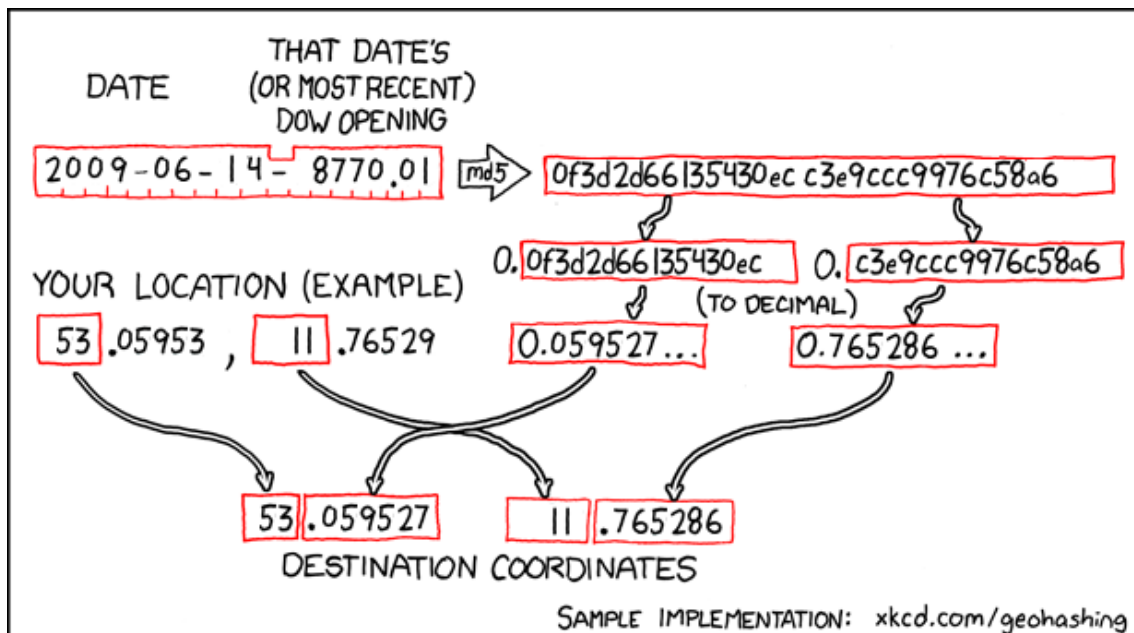 DATE
THAT DATE'S
(OR MOST RECENT)
DOW OPENING
2009-06-14-8770.01
md5
0f3d2d66135430ec c3e9ccc9976c58a6
0. 0f3d2d66135430ec
0. c3e9ccc9976c58a6
YOUR LOCATION (EXAMPLE)
(TO DECIMAL)
53.05953, 11.76529
0.059527...
0.765286 ...
53.059527
11.765286
DESTINATION COORDINATES
SAMPLE IMPLEMENTATION: xkcd.com/geohashing